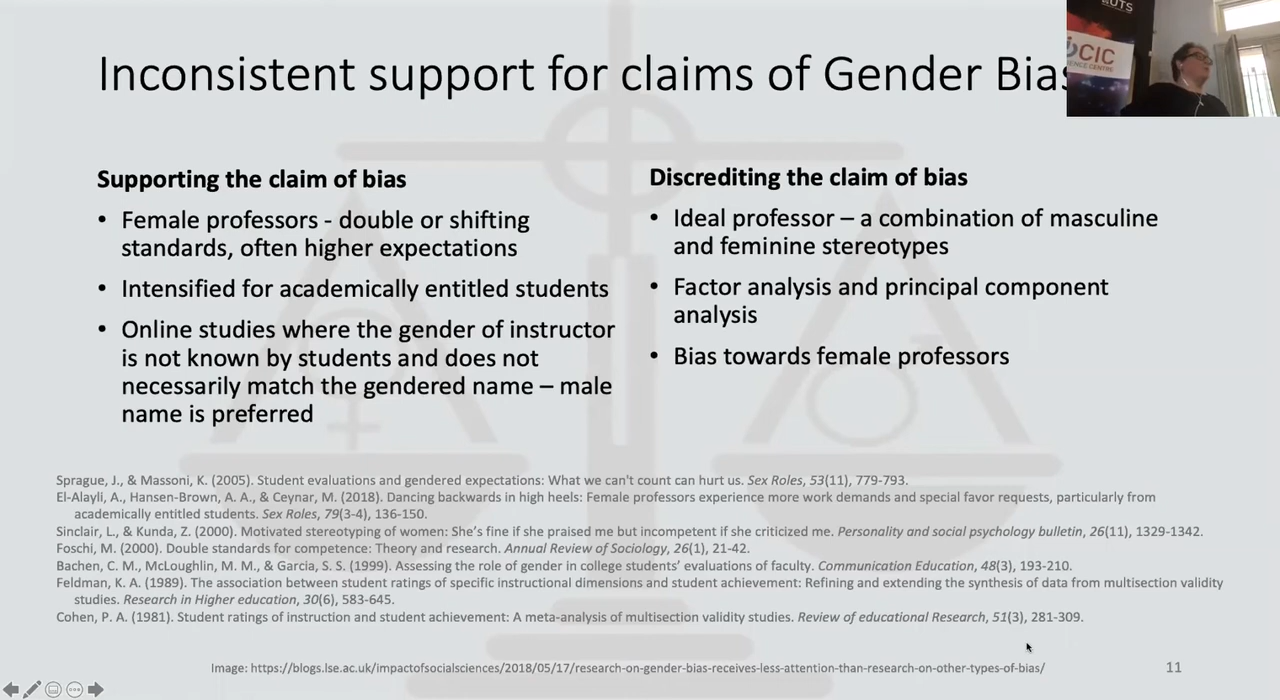 Inconsistent support for claims of Gender Bias
UTS
CIC
Supporting the claim of bias
• Female professors - double or shifting
standards, often higher expectations
• Intensified for academically entitled students
• Online studies where the gender of instructor
is not known by students and does not
necessarily match the gendered name – male
name is preferred
Discrediting the claim of bias
• Ideal professor – a combination of masculine
and feminine stereotypes
• Factor analysis and principal component
analysis
• Bias towards female professors
Sprague, J., & Massoni, K. (2005). Student evaluations and gendered expectations: What we can't count can hurt us. Sex Roles, 53(11), 779-793.
El-Alayli, A., Hansen-Brown, A. A., & Ceynar, M. (2018). Dancing backwards in high heels: Female professors experience more work demands and special favor requests, particularly from
academically entitled students. Sex Roles, 79(3-4), 136-150.
Sinclair, L., & Kunda, Z. (2000). Motivated stereotyping of women: She's fine if she praised me but incompetent if she criticized me. Personality and social psychology bulletin, 26(11), 1329-1342.
Foschi, M. (2000). Double standards for competence: Theory and research. Annual Review of Sociology, 26(1), 21-42.
Bachen, C. M., McLoughlin, M. M., & Garcia, S. S. (1999). Assessing the role of gender in college students' evaluations of faculty. Communication Education, 48(3), 193-210.
Feldman, K. A. (1989). The association between student ratings of specific instructional dimensions and student achievement: Refining and extending the synthesis of data from multisection validity
studies. Research in Higher education, 30(6), 583-645.
Cohen, P. A. (1981). Student ratings of instruction and student achievement: A meta-analysis of multisection validity studies. Review of educational Research, 51(3), 281-309.
Image: https://blogs.lse.ac.uk/impactofsocialsciences/2018/05/17/research-on-gender-bias-receives-less-attention-than-research-on-other-types-of-bias/
11